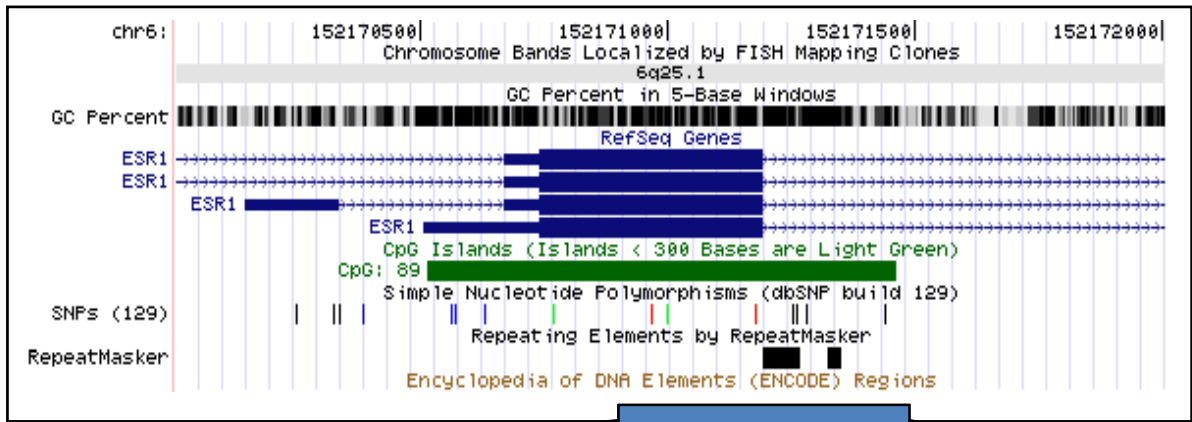 chr6: 152170500| 152171000| 152171500| 152172000|
Chromosome Bands Localized by FISH Mapping Clones
6q25.1
GC Percent in 5-Base Windows
GC Percent
RefSeq Genes
ESR1
ESR1
ESR1
ESR1
CpG Islands (Islands < 300 Bases are Light Green)
CpG: 89
Simple Nucleotide Polymorphisms (dbSNP build 129)
SNPs (129)
Repeating Elements by RepeatMasker
RepeatMasker
Encyclopedia of DNA Elements (ENCODE) Regions